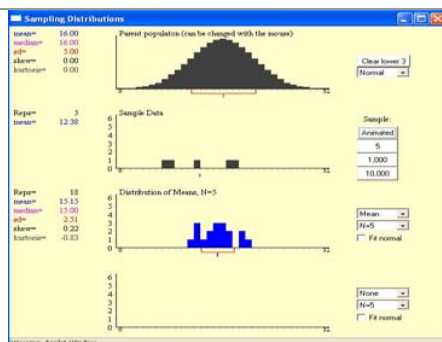 Sampling Distributions
mean= 16.00
median= 16.00
sd= 5.00
skew= 0.00
kurtosis= 0.00
Parent populaton (can be changed with the mouse)
0 32
Clear lower 3
Normal
Reps= 5
mean= 12.38
Sample Data
6
5
4
3
2
1
0 32
Sample:
Animated
5
1,000
10,000
Reps= 18
mean= 15.15
median= 15.00
sd= 2.51
skew= 0.22
kurtosis= -0.83
Distribution of Means, N=5
6
5
4
3
2
1
0 32
Mean
N=5
Fit normal
6
5
4
3
2
1
0 32
None
N=5
Fit normal